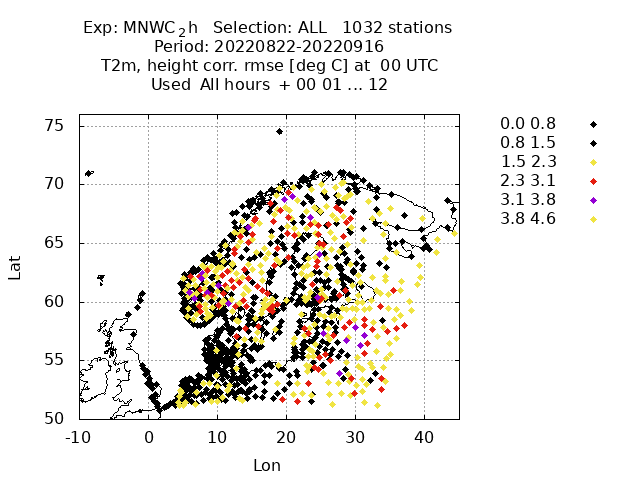 Exp: MNWC₂h   Selection: ALL   1032 stations
Period: 20220822-20220916
T2m, height corr. rmse [deg C] at  00 UTC
Used  All hours  + 00 01 ... 12
0.0 0.8
0.8 1.5
1.5 2.3
2.3 3.1
3.1 3.8
3.8 4.6
75
70
65
60
55
50
Lat
-10 0 10 20 30 40
Lon